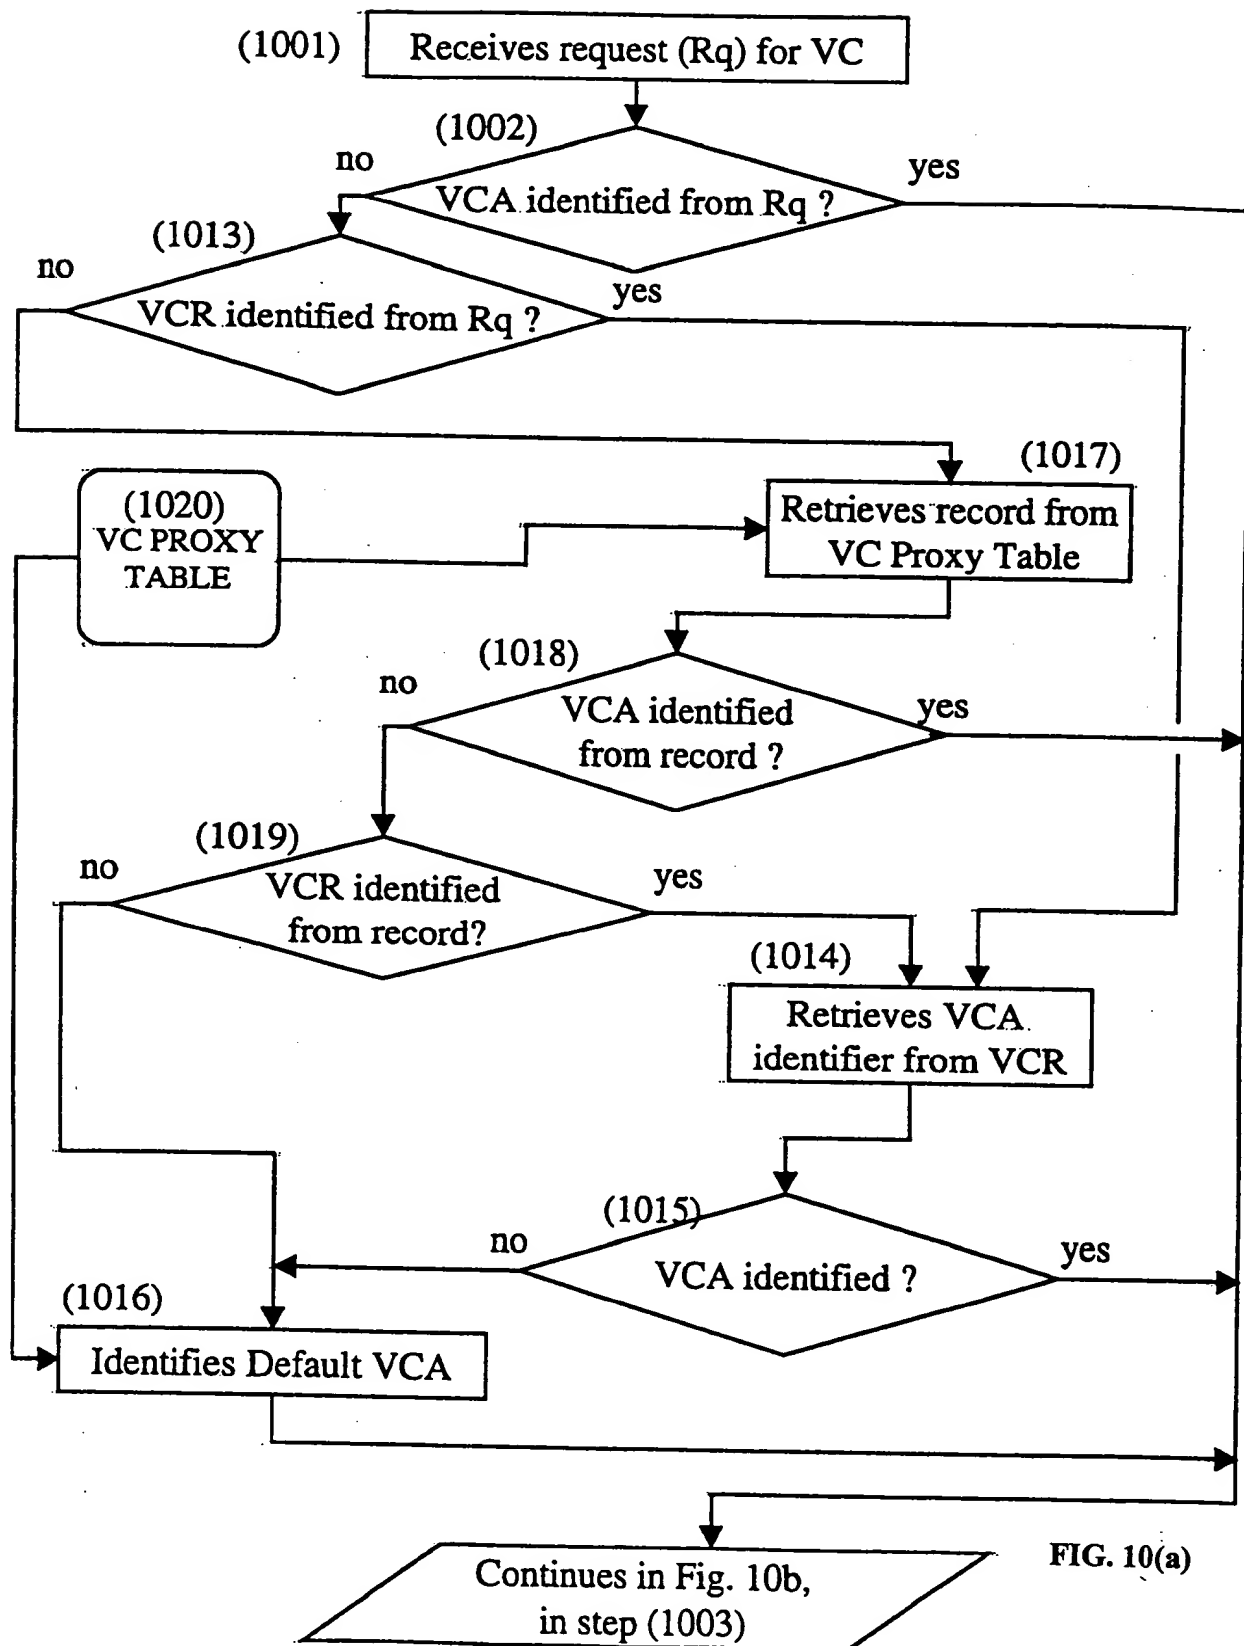 (1001)
Receives request (Rq) for VC
(1002)
no
yes
VCA identified from Rq ?
(1013)
no
yes
VCR identified from Rq ?
(1017)
Retrieves record from
VC Proxy Table
(1020)
VC PROXY
TABLE
(1018)
no
yes
VCA identified
from record ?
(1019)
no
yes
VCR identified
from record?
(1014)
Retrieves VCA
identifier from VCR
(1015)
no
yes
VCA identified ?
(1016)
Identifies Default VCA
FIG. 10(a)
Continues in Fig. 10b,
in step (1003)